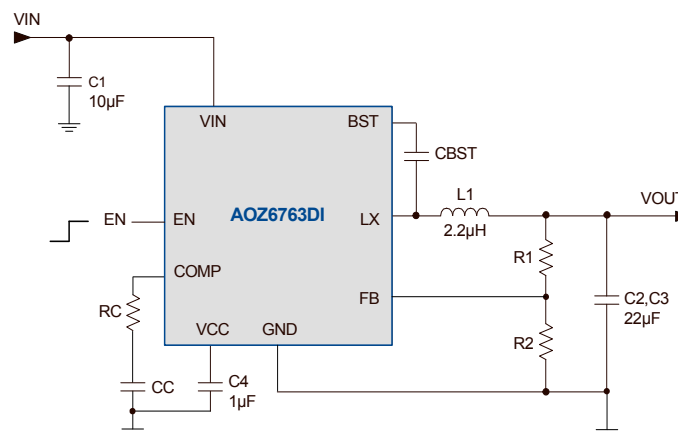 VIN
C1
10µF
VIN
BST
CBST
AOZ6763DI
L1
VOUT
EN
EN
LX
2.2µH
R1
COMP
FB
C2,C3
22µF
RC
VCC
GND
R2
CC
C4
1µF